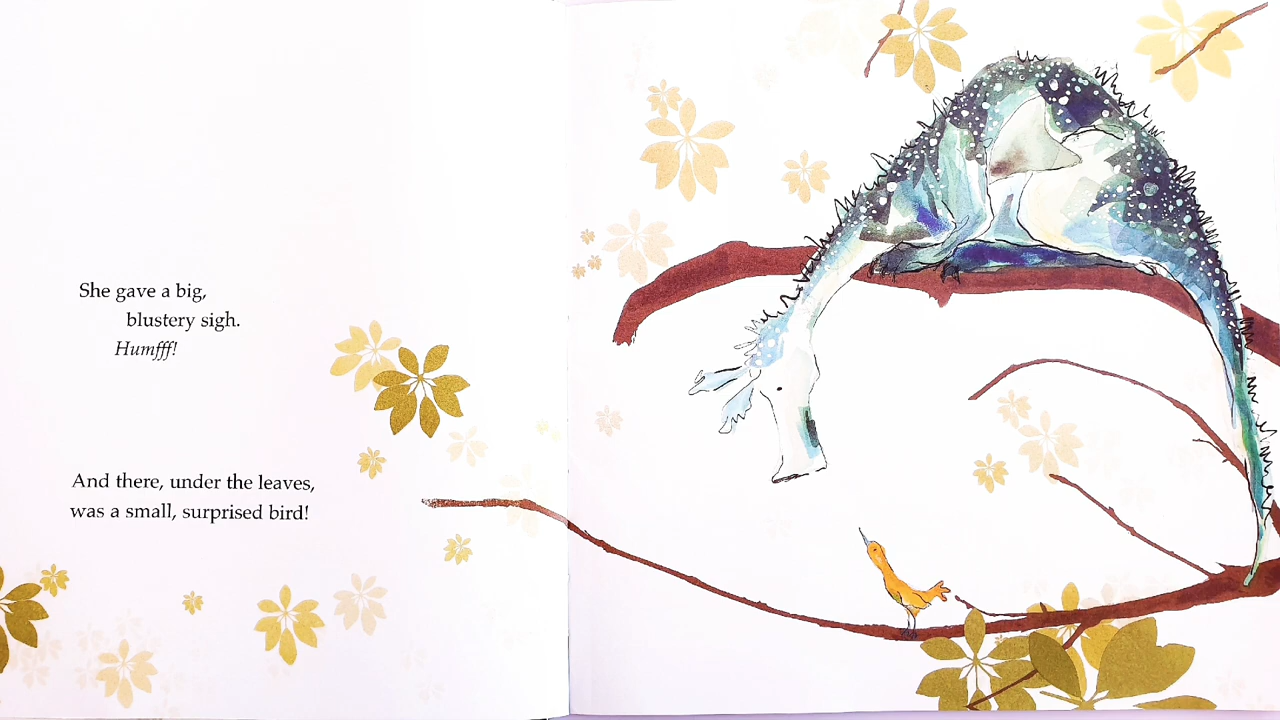 She gave a big,
blustery sigh.
Humfff!
And there, under the leaves,
was a small, surprised bird!